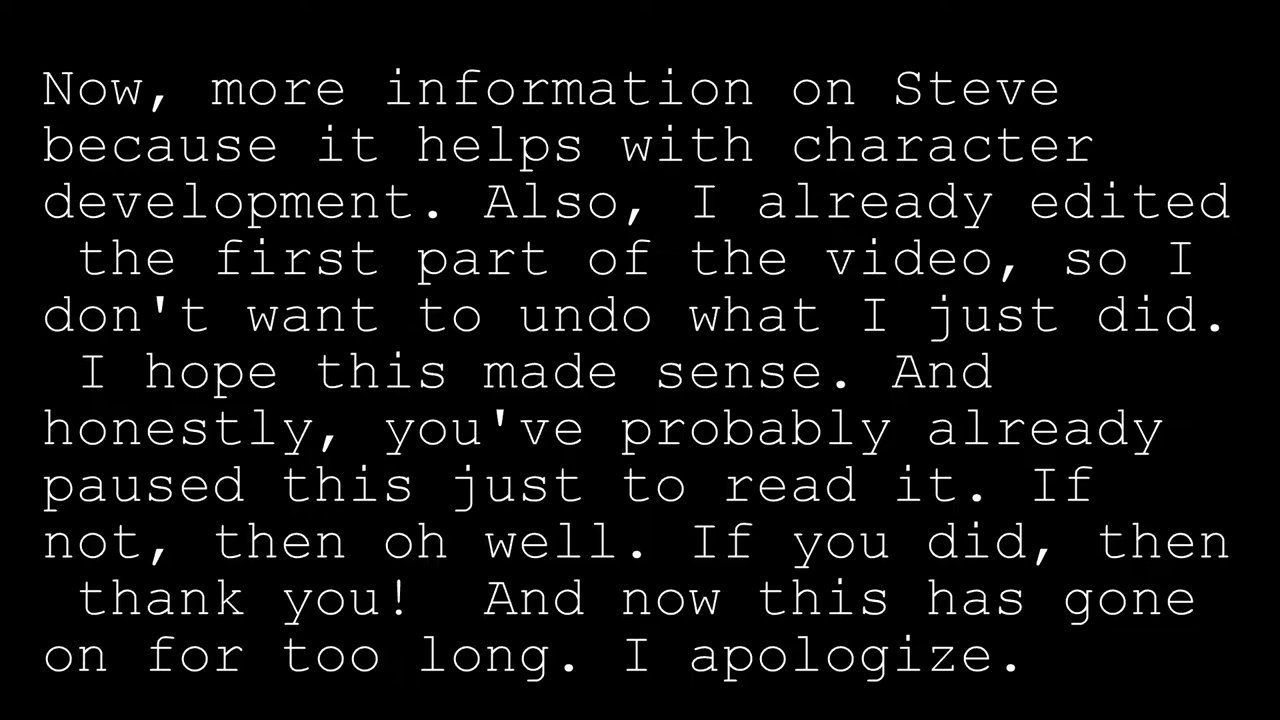 Now, more information on Steve
because it helps with character
development. Also, I already edited
the first part of the video, so I
don't want to undo what I just did.
I hope this made sense. And
honestly, you've probably already
paused this just to read it. If
not, then oh well. If you did, then
thank you!  And now this has gone
on for too long. I apologize.